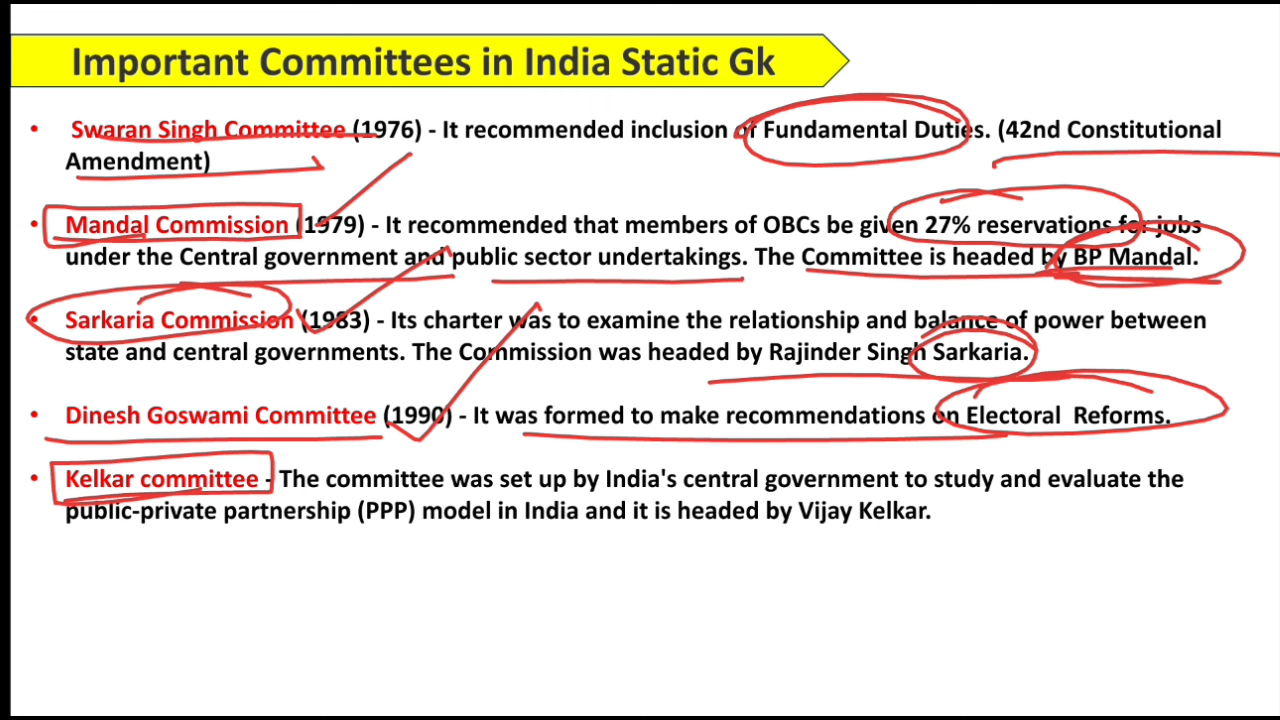 Important Committees in India Static Gk
• Swaran Singh Committee (1976) - It recommended inclusion of Fundamental Duties. (42nd Constitutional
Amendment)
• Mandal Commission (1979) - It recommended that members of OBCs be given 27% reservations for jobs
under the Central government and public sector undertakings. The Committee is headed by BP Mandal.
• Sarkaria Commission (1983) - Its charter was to examine the relationship and balance of power between
state and central governments. The Commission was headed by Rajinder Singh Sarkaria.
• Dinesh Goswami Committee (1990) - It was formed to make recommendations on Electoral Reforms.
• Kelkar committee - The committee was set up by India's central government to study and evaluate the
public-private partnership (PPP) model in India and it is headed by Vijay Kelkar.